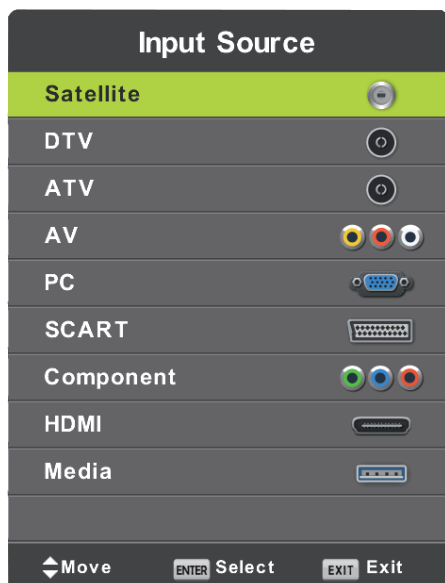 Input Source
Satellite
DTV
ATV
AV
PC
SCART
Component
HDMI
Media
Move ENTER Select EXIT Exit